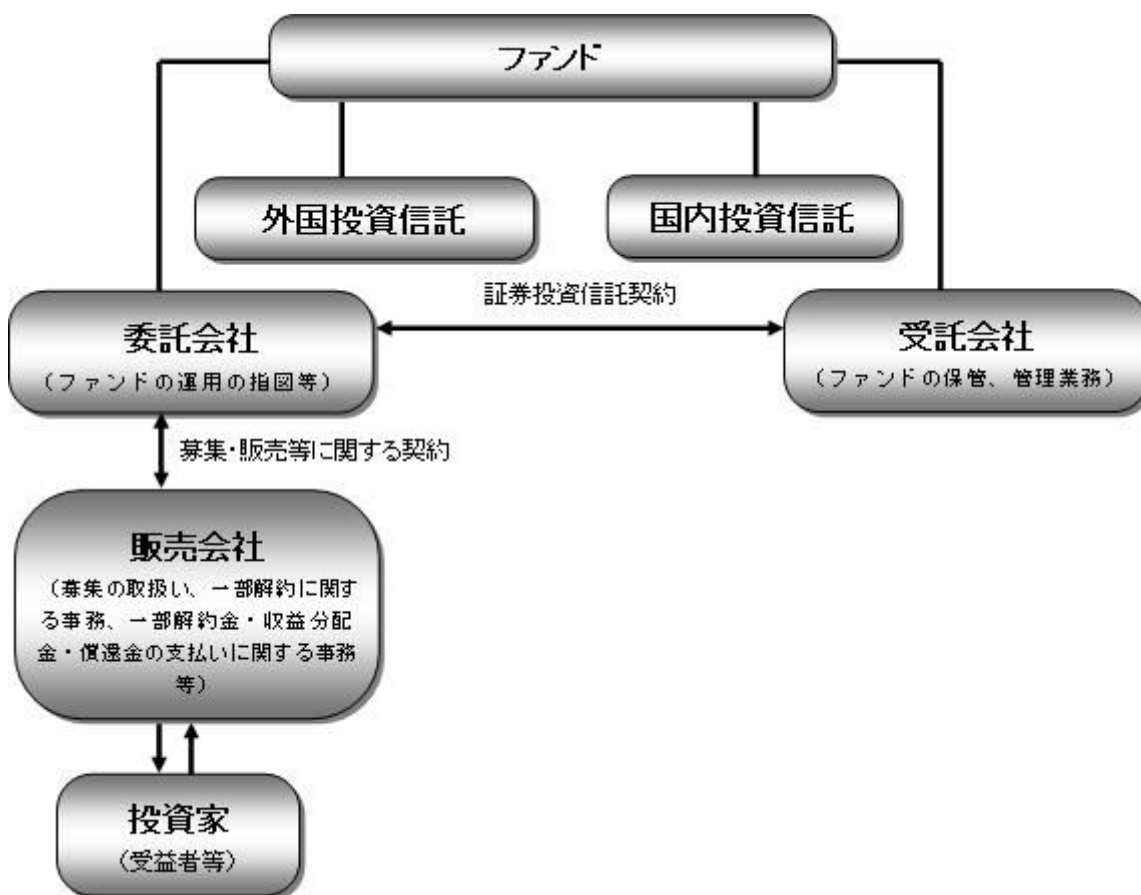 ファンド
外国投資信託
国内投資信託
証券投資信託契約
委託会社
（ファンドの運用の指図等）
受託会社
（ファンドの保管、管理業務）
募集・販売等に関する契約
販売会社
（募集の取扱い、一部解約に関す
る事務、一部解約金・収益分配
金・償還金の支払いに関する事務
等）
投資家
（受益者等）